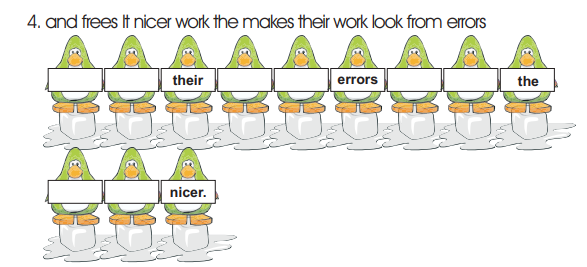 4. and frees It nicer work the makes their work look from errors
their errors the
nicer.